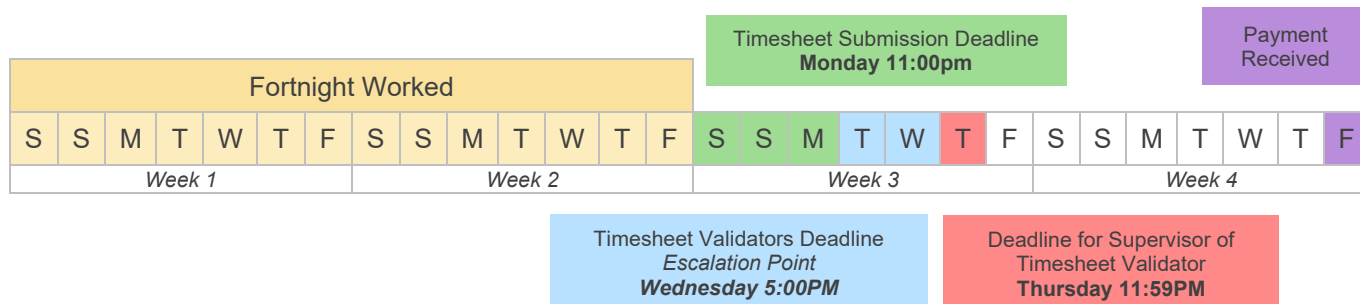 Timesheet Submission Deadline
Monday 11:00pm
Payment
Received
Fortnight Worked
S S M T W T F S S M T W T F S S M T W T F S S M T W T F
Week 1 Week 2 Week 3 Week 4
Timesheet Validators Deadline
Escalation Point
Wednesday 5:00PM
Deadline for Supervisor of
Timesheet Validator
Thursday 11:59PM